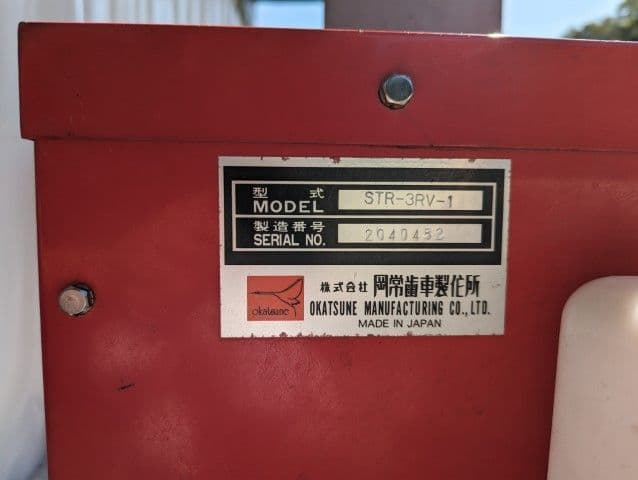 型式
MODEL STR-3RV-1
製造番号
SERIAL NO. 2040452
okatsune
株式会社 岡常歯車製作所
OKATSUNE MANUFACTURING CO.,LTD.
MADE IN JAPAN